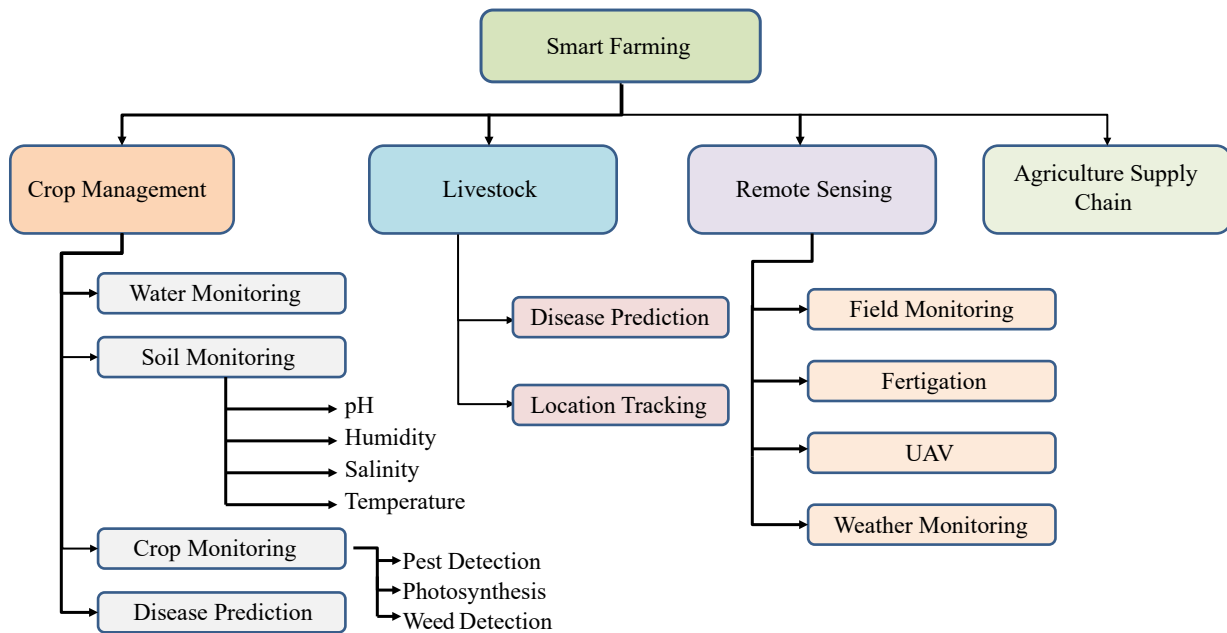 Smart Farming
Crop Management
Livestock
Remote Sensing
Agriculture Supply
Chain
Water Monitoring
Soil Monitoring
pH
Humidity
Salinity
Temperature
Crop Monitoring
Pest Detection
Photosynthesis
Weed Detection
Disease Prediction
Disease Prediction
Location Tracking
Field Monitoring
Fertigation
UAV
Weather Monitoring